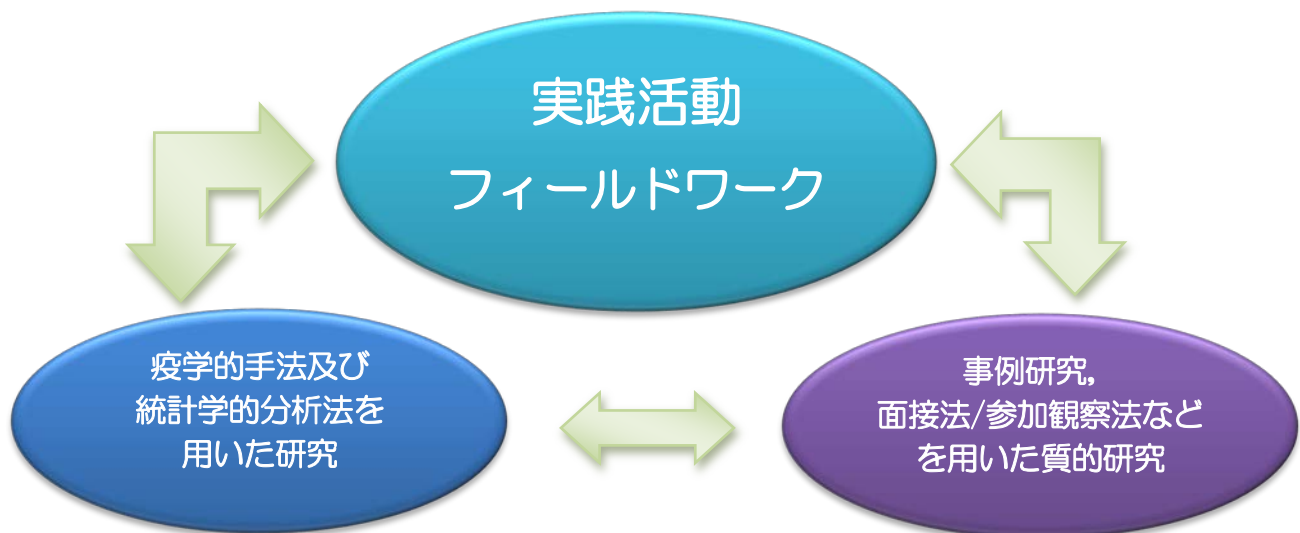 実践活動
フィールドワーク
疫学的手法及び
統計学的分析法を
用いた研究
事例研究,
面接法/参加観察法など
を用いた質的研究